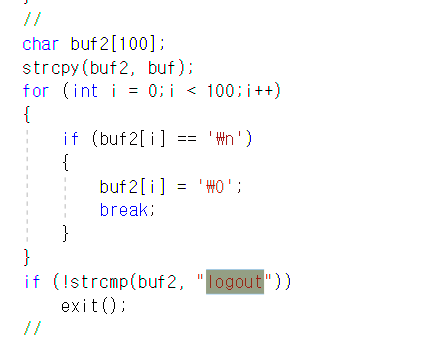 }
//
char buf2[100];
strcpy(buf2, buf);
for (int i = 0;i < 100;i++)
{
if (buf2[i] == '₩n')
{
buf2[i] = '₩0';
break;
}
}
if (!strcmp(buf2, "logout"))
exit();
//